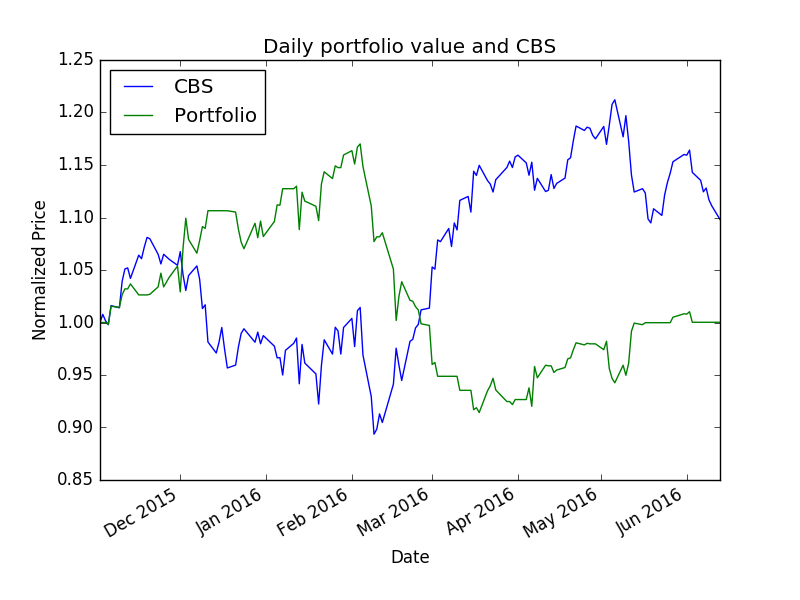 Daily portfolio value and CBS
CBS
Portfolio
1.25
1.20
1.15
1.10
1.05
1.00
0.95
0.90
0.85
Normalized Price
Dec 2015
Jan 2016
Feb 2016
Mar 2016
Apr 2016
May 2016
Jun 2016
Date